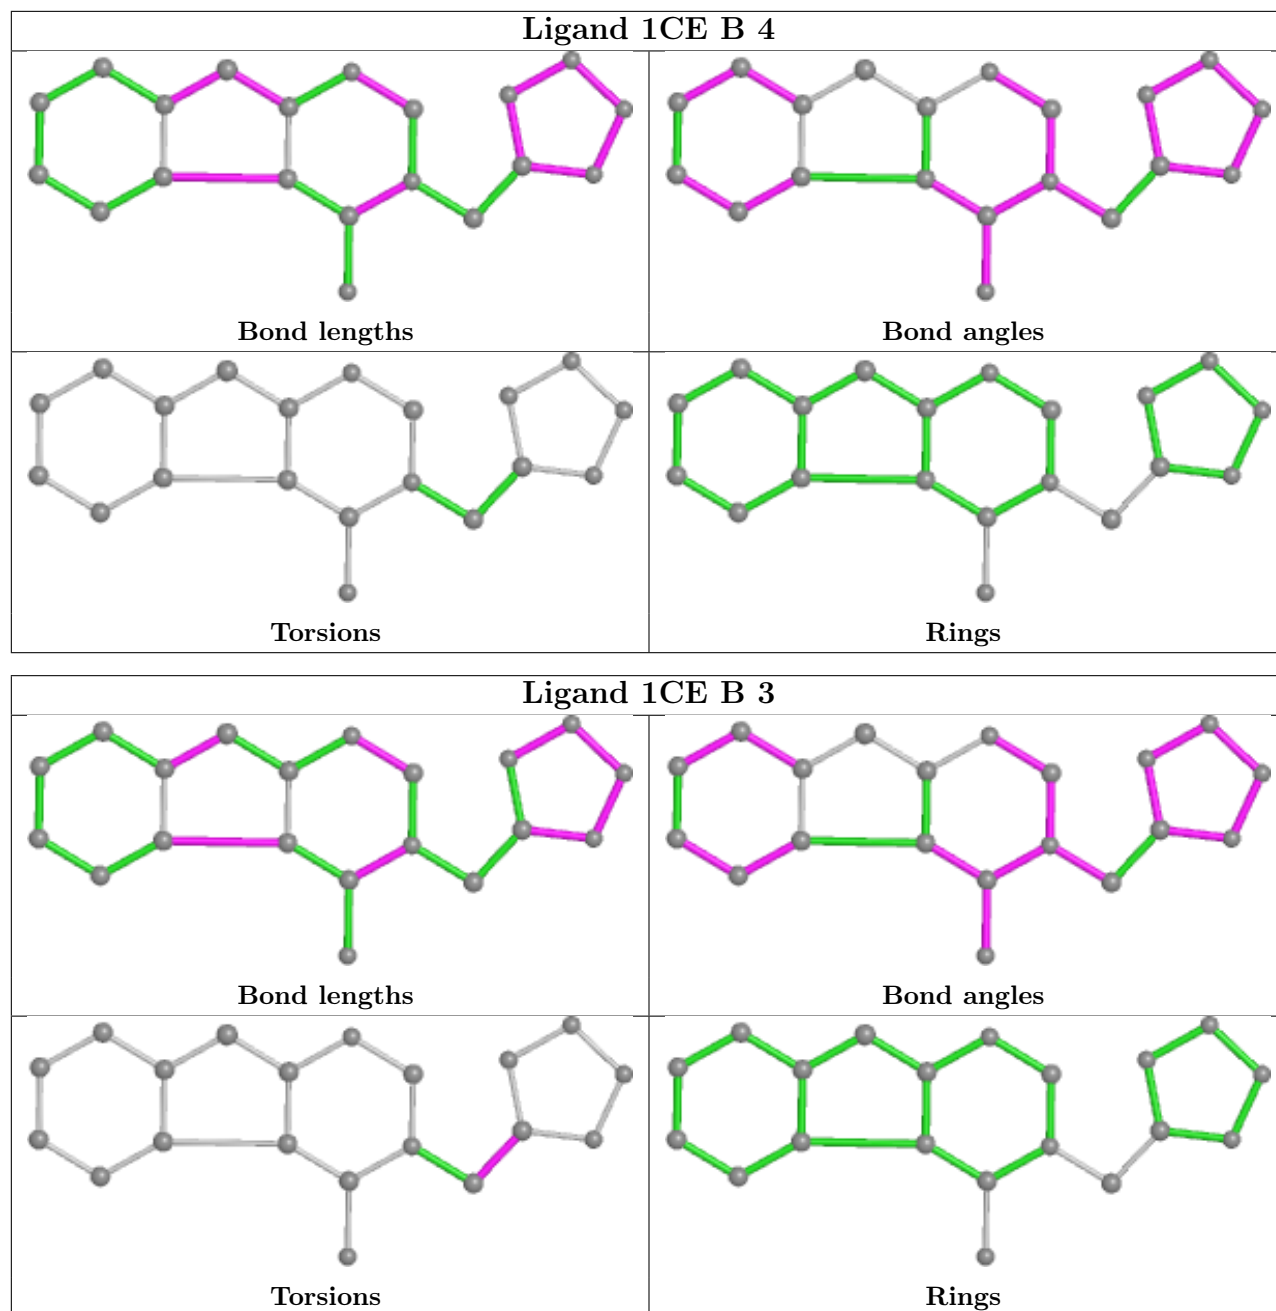 Ligand 1CE B 4
Bond lengths
Bond angles
Torsions
Rings
Ligand 1CE B 3
Bond lengths
Bond angles
Torsions
Rings